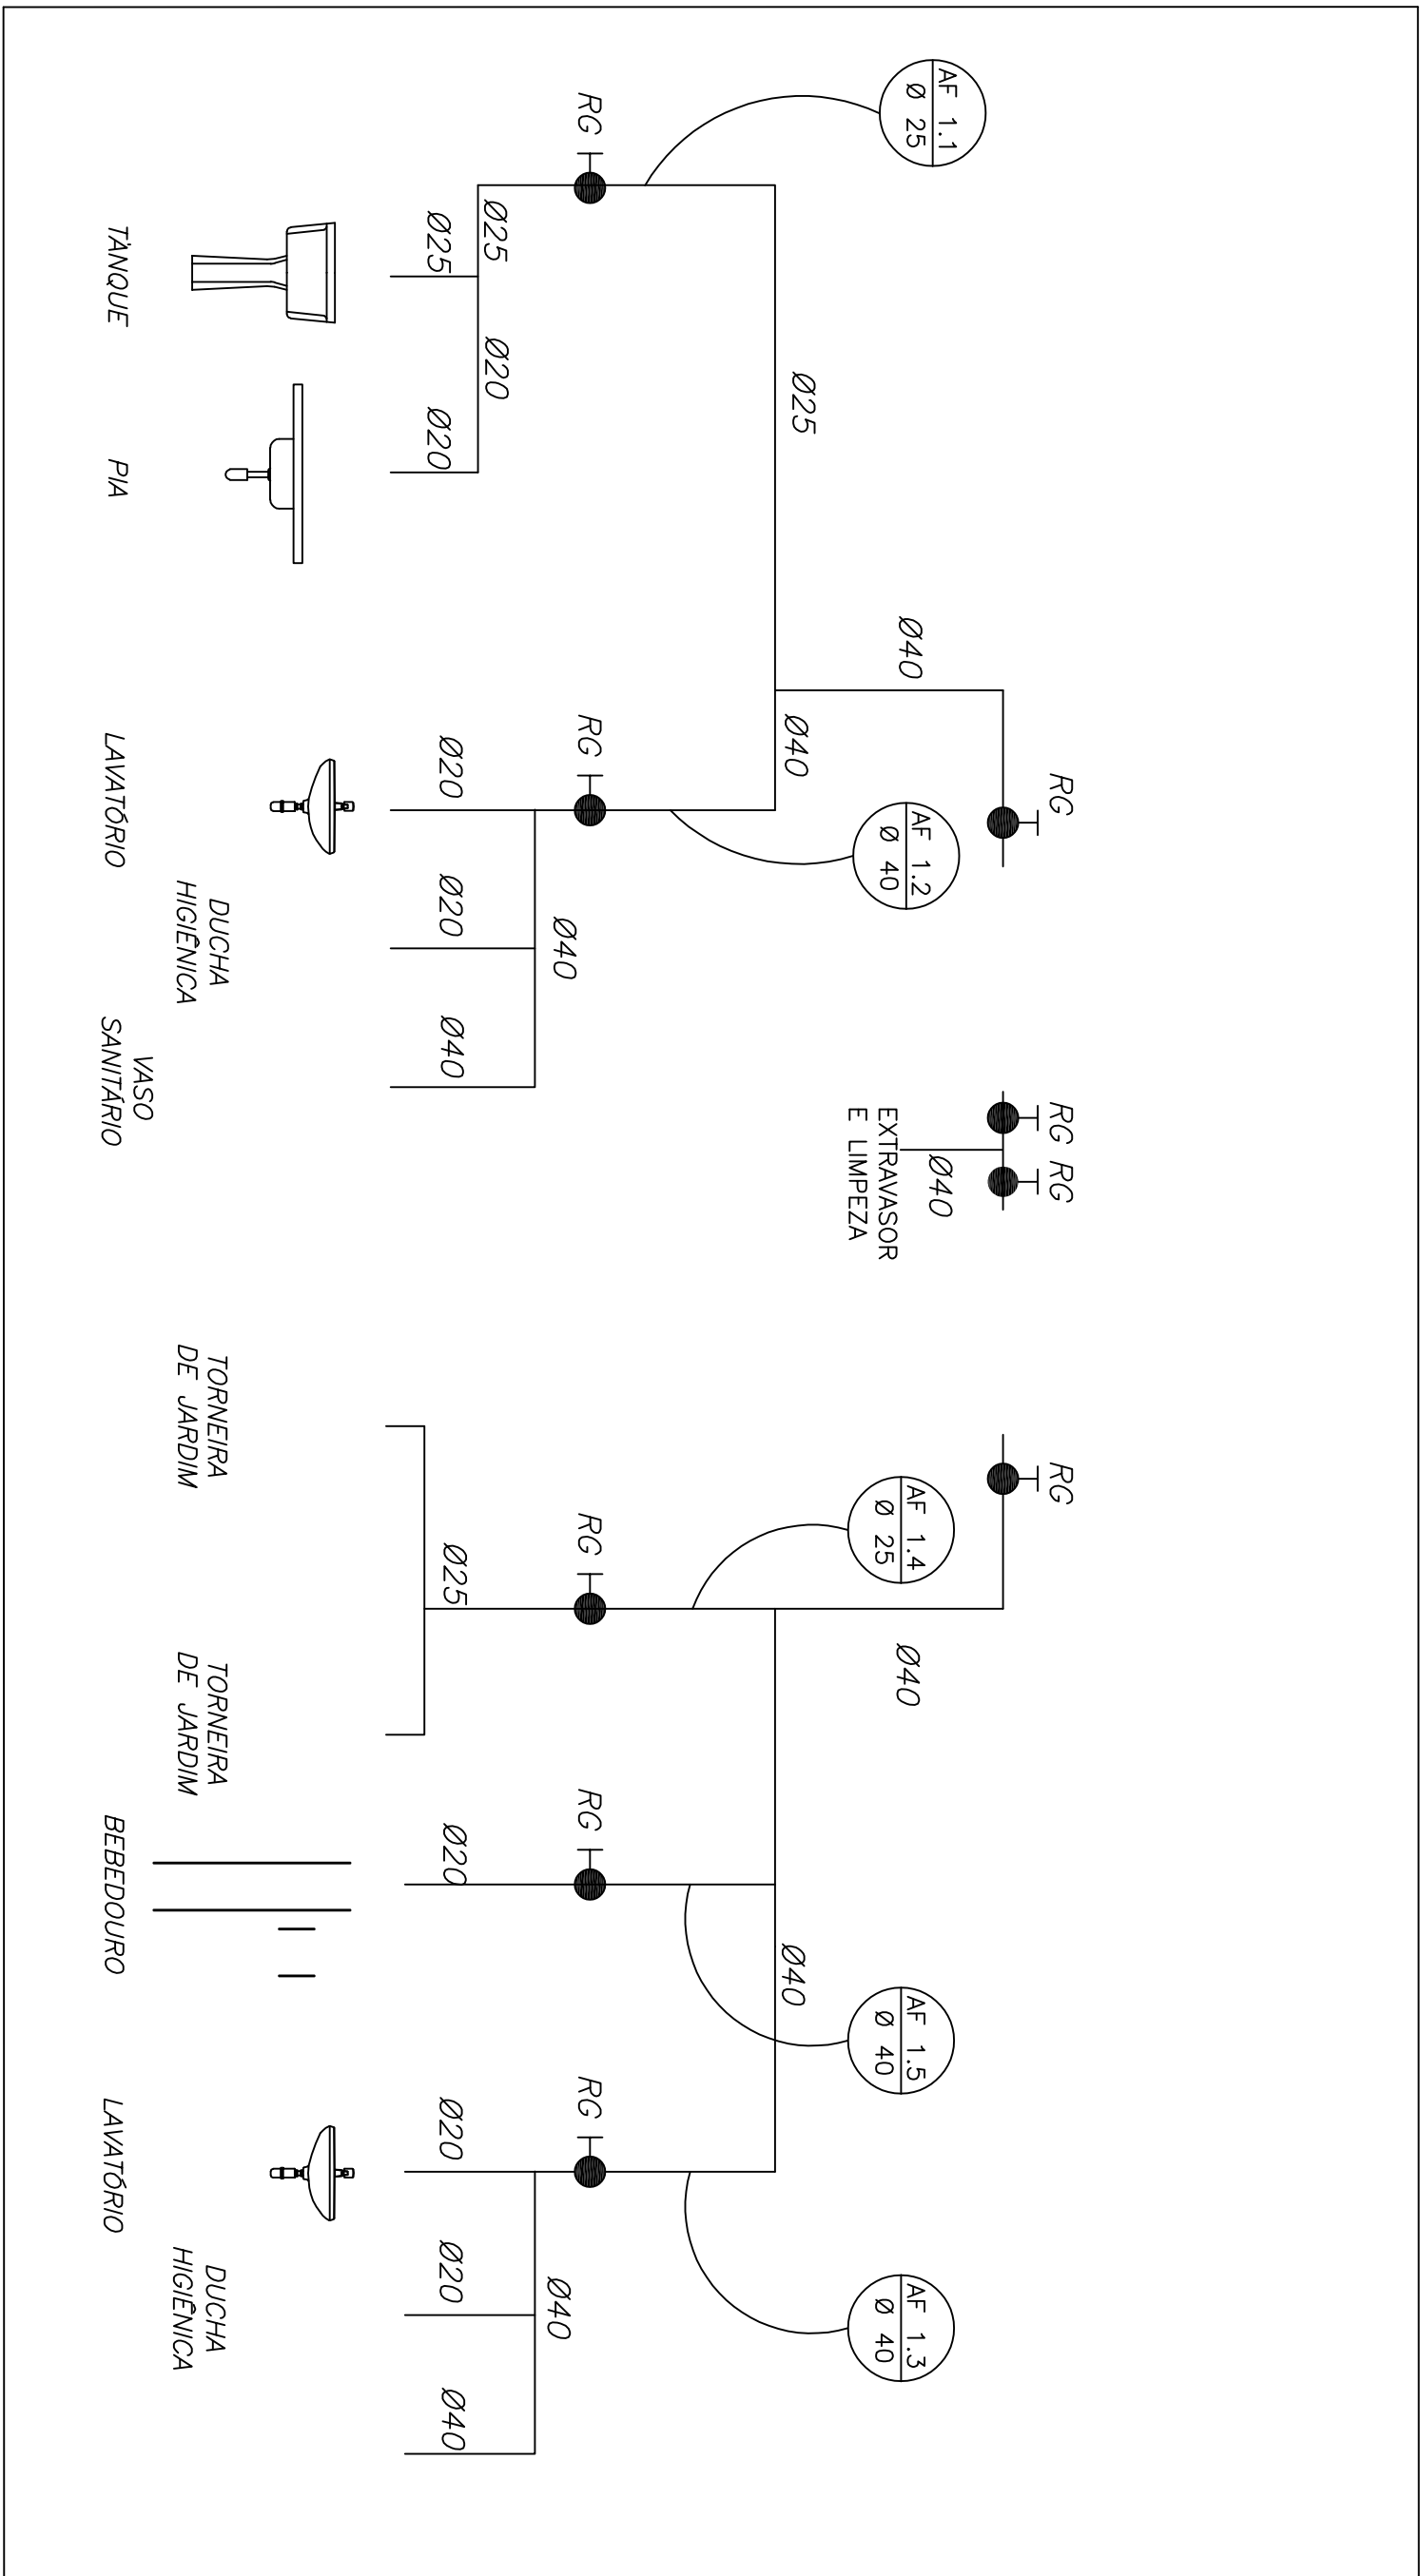 RG
RG RG
RG
Ø40
AF 1.1
Ø 25
AF 1.2
Ø 40
Ø40
EXTRAVASOR
E LIMPEZA
AF 1.4
Ø 25
Ø40
AF 1.5
Ø 40
AF 1.3
Ø 40
Ø25
Ø40
Ø40
RG
RG
RG
RG
RG
Ø25
Ø20
Ø40
Ø40
Ø25
Ø20
Ø20
Ø20
Ø40
Ø25
Ø20
Ø20
Ø20
Ø40
TANQUE
PIA
LAVATÓRIO
DUCHA
HIGIÊNICA
VASO
SANITÁRIO
TORNEIRA
DE JARDIM
TORNEIRA
DE JARDIM
BEBEDOURO
LAVATÓRIO
DUCHA
HIGIÊNICA